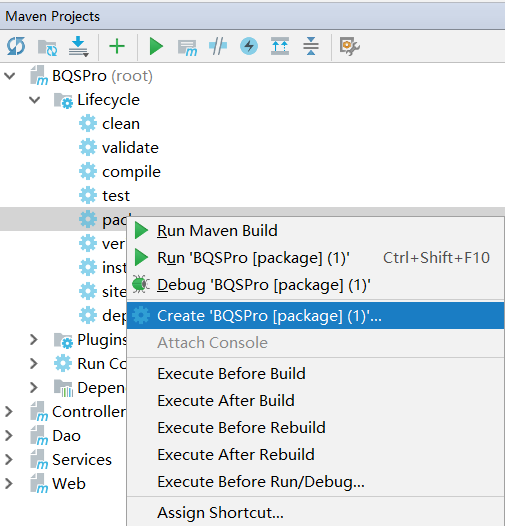 Maven Projects
BQSPro (root)
Lifecycle
clean
validate
compile
test
pac
ver
inst
site
dep
Plugins
Run Co
Depen
Controller
Dao
Services
Web
Run Maven Build
Run 'BQSPro [package] (1)' Ctrl+Shift+F10
Debug 'BQSPro [package] (1)'
Create 'BQSPro [package] (1)'...
Attach Console
Execute Before Build
Execute After Build
Execute Before Rebuild
Execute After Rebuild
Execute Before Run/Debug...
Assign Shortcut...